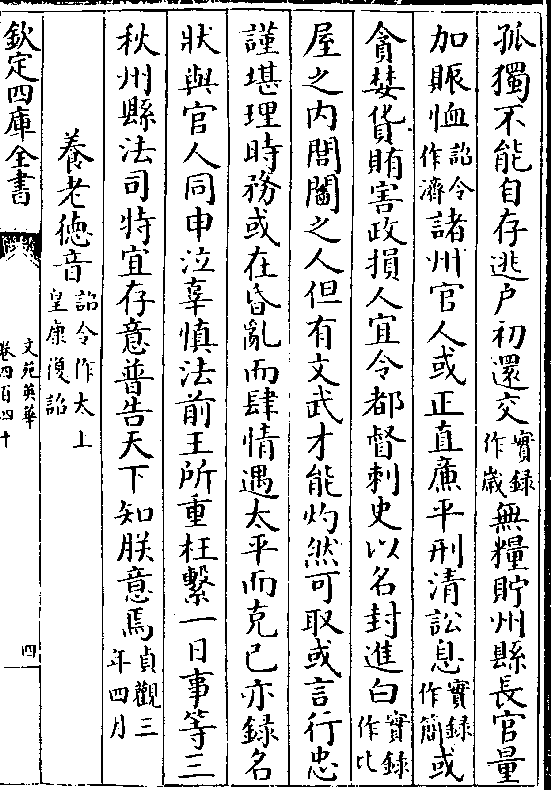 孤獨不能自存逃户初還交實録作歲無糧貯州縣長官量
加賑恤詔令作濟諸州官人或正直亷平刑清訟息實録作簡或
貪婪貨賄害政損人宜令都督刺史以名封進白實録作比
屋之内閭閻之人但有文武才能灼然可取或言行忠
謹堪理時務或在昏亂而肆情遇太平而克已亦録名
狀與官人同申泣辜慎法前王所重枉繫一日事等三
秋州縣法司特宜存意普告天下知朕意焉貞觀三年四月
養老德音詔令作太上皇康復詔
欽定四庫全書
文苑英華
卷四百四十
四